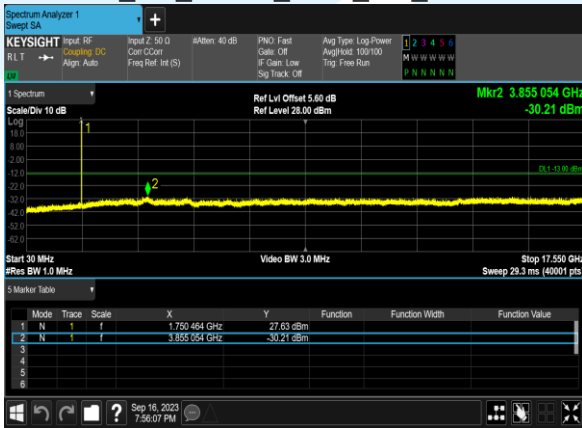 Spectrum Analyzer 1
Swept SA
+
KEYSIGHT Input: RF Input Z: 50 Ω #Atten: 40 dB PNO: Fast Avg Type: Log-Power 1 2 3 4 5 6
R L T Coupling: DC Corr CCorr Gate: Off Avg|Hold: 100/100 M W W W W W
Align: Auto Freq Ref: Int (S) IF Gain: Low Trig: Free Run
Sig Track: Off P N N N N N
1 Spectrum Ref Lvl Offset 5.60 dB Mkr2 3.855 054 GHz
Scale/Div 10 dB Ref Level 28.00 dBm -30.21 dBm
Log
18.0
8.00
-2.00
-12.0
-22.0
-32.0
-42.0
-52.0
-62.0
1
2
DL1 -13.00 dBm
Start 30 MHz Video BW 3.0 MHz Stop 17.550 GHz
#Res BW 1.0 MHz Sweep 29.3 ms (40001 pts)
5 Marker Table
Mode Trace Scale X Y Function Function Width Function Value
1 N 1 f 1.750 464 GHz 27.63 dBm
2 N 1 f 3.855 054 GHz -30.21 dBm
3
4
5
6
? Sep 16, 2023
7:56:07 PM